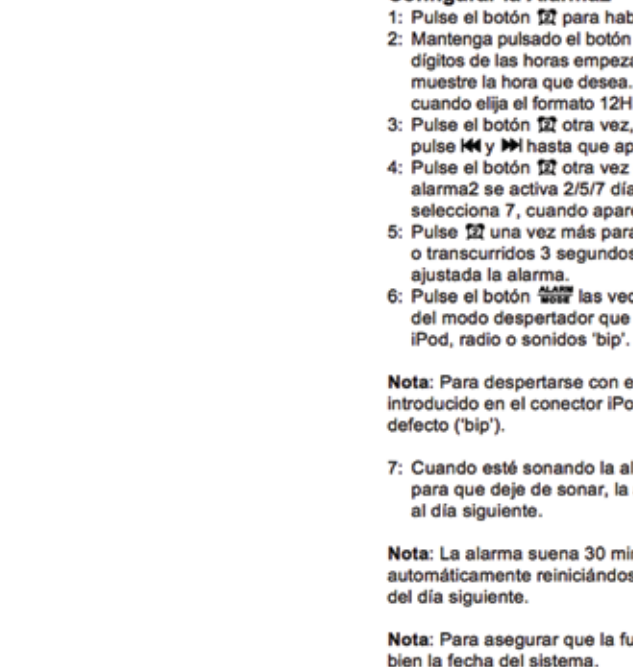 Configurar la Alarma2
1: Pulse el botón para hab
2: Mantenga pulsado el botón
dígitos de las horas empeza
muestre la hora que desea.
cuando elija el formato 12H
3: Pulse el botón otra vez,
pulse y hasta que ap
4: Pulse el botón otra vez
alarma2 se activa 2/5/7 día
selecciona 7, cuando apare
5: Pulse una vez más para
o transcurridos 3 segundos
ajustada la alarma.
6: Pulse el botón ALARM MODE las vec
del modo despertador que
iPod, radio o sonidos 'bip'.
Nota: Para despertarse con e
introducido en el conector iPo
defecto ('bip').
7: Cuando esté sonando la al
para que deje de sonar, la
al día siguiente.
Nota: La alarma suena 30 min
automáticamente reiniciándos
del día siguiente.
Nota: Para asegurar que la fu
bien la fecha del sistema.